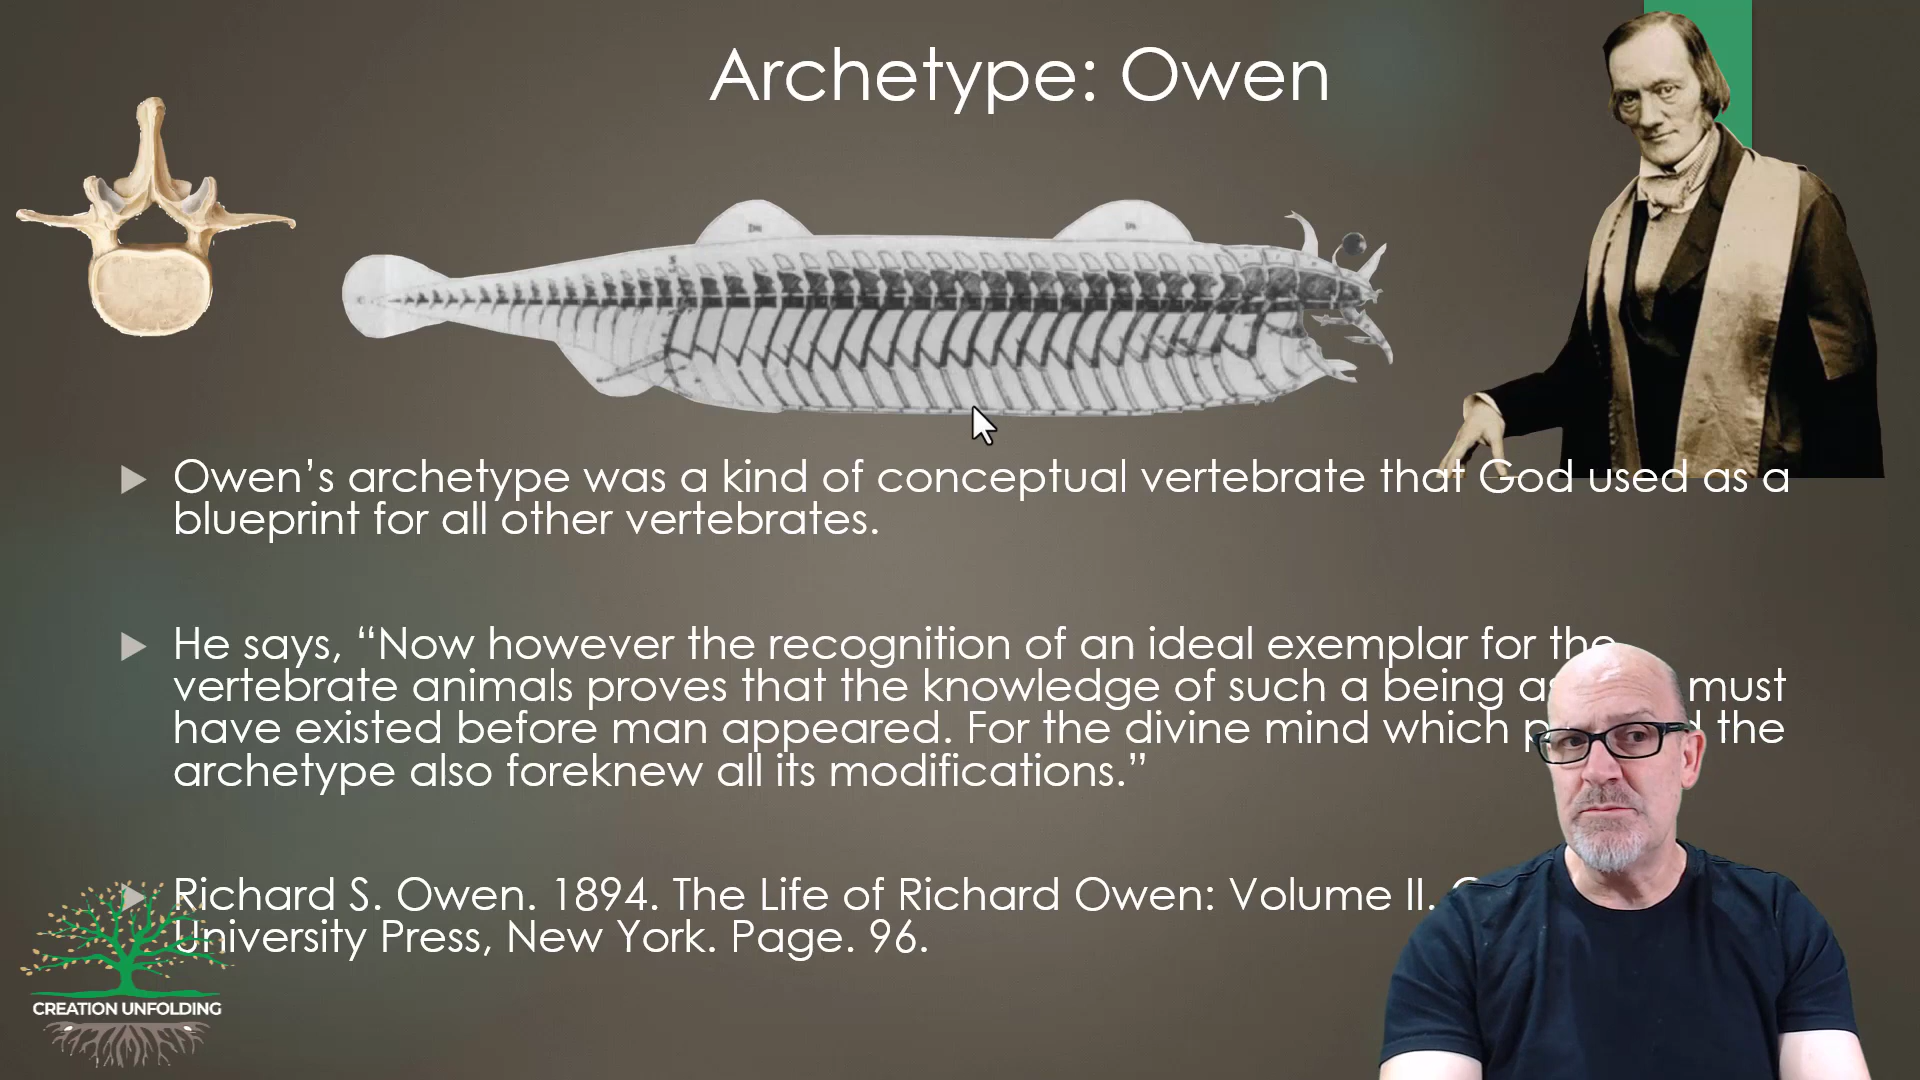 Archetype: Owen
Owen’s archetype was a kind of conceptual vertebrate that God used as a
blueprint for all other vertebrates.
He says, “Now however the recognition of an ideal exemplar for the
vertebrate animals proves that the knowledge of such a being must
have existed before man appeared. For the divine mind which the
archetype also foreknew all its modifications.”
Richard S. Owen. 1894. The Life of Richard Owen: Volume II.
University Press, New York. Page. 96.
CREATION UNFOLDING